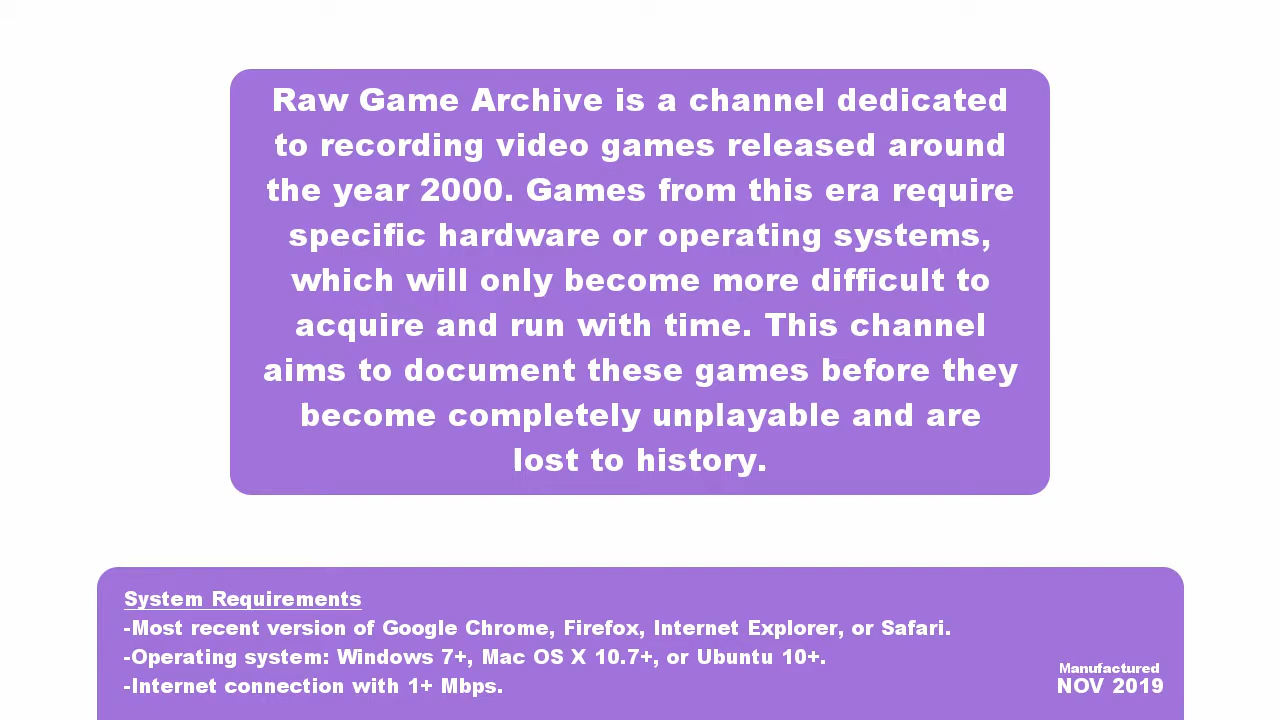 Raw Game Archive is a channel dedicated
to recording video games released around
the year 2000. Games from this era require
specific hardware or operating systems,
which will only become more difficult to
acquire and run with time. This channel
aims to document these games before they
become completely unplayable and are
lost to history.
System Requirements
-Most recent version of Google Chrome, Firefox, Internet Explorer, or Safari.
-Operating system: Windows 7+, Mac OS X 10.7+, or Ubuntu 10+.
-Internet connection with 1+ Mbps.
Manufactured
NOV 2019